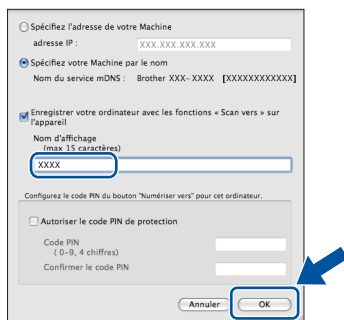 Spécifiez l'adresse de votre Machine
adresse IP : XXX.XXX.XXX.XXX
Spécifiez votre Machine par le nom
Nom du service mDNS : Brother XXX-XXXX [XXXXXXXXXXXX]
Enregistrer votre ordinateur avec les fonctions « Scan vers » sur
l'appareil
Nom d'affichage
(max 15 caractères)
XXXX
Configurez le code PIN du bouton "Numériser vers" pour cet ordinateur.
Autoriser le code PIN de protection
Code PIN
( 0-9, 4 chiffres)
Confirmer le code PIN
Annuler OK